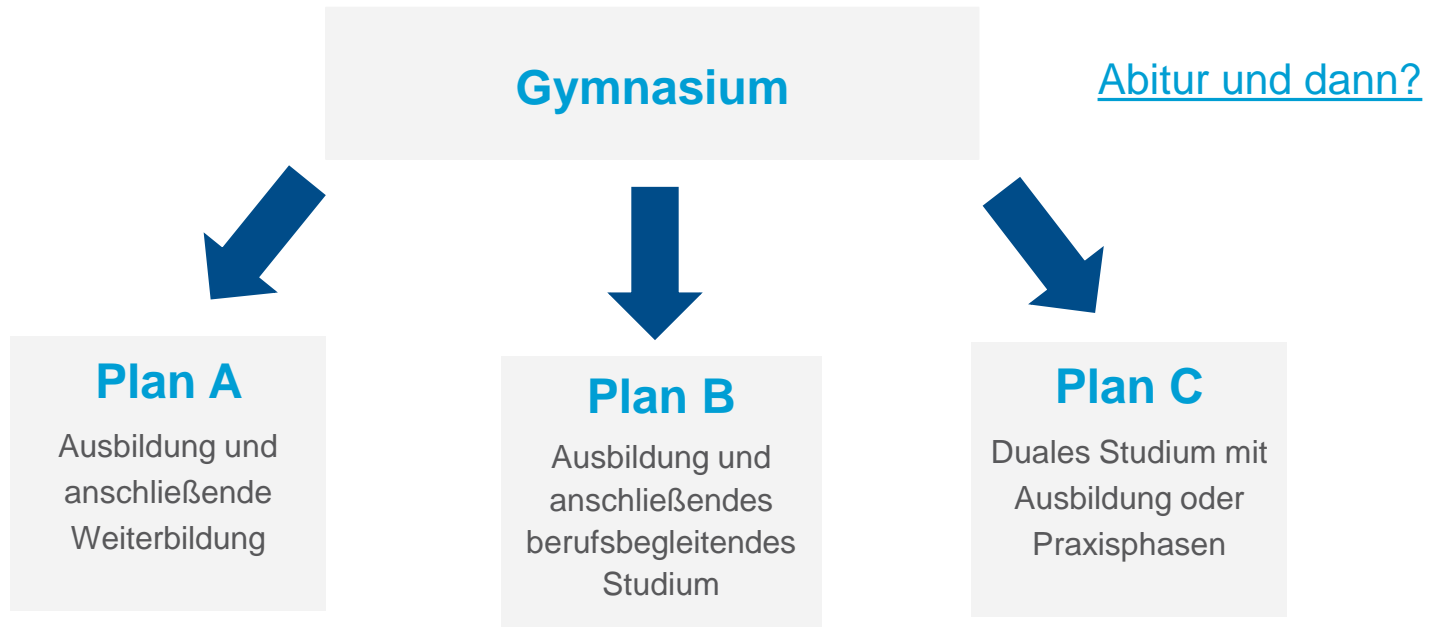 Gymnasium
Abitur und dann?
Plan A
Ausbildung und
anschließende
Weiterbildung
Plan B
Ausbildung und
anschließendes
berufsbegleitendes
Studium
Plan C
Duales Studium mit
Ausbildung oder
Praxisphasen